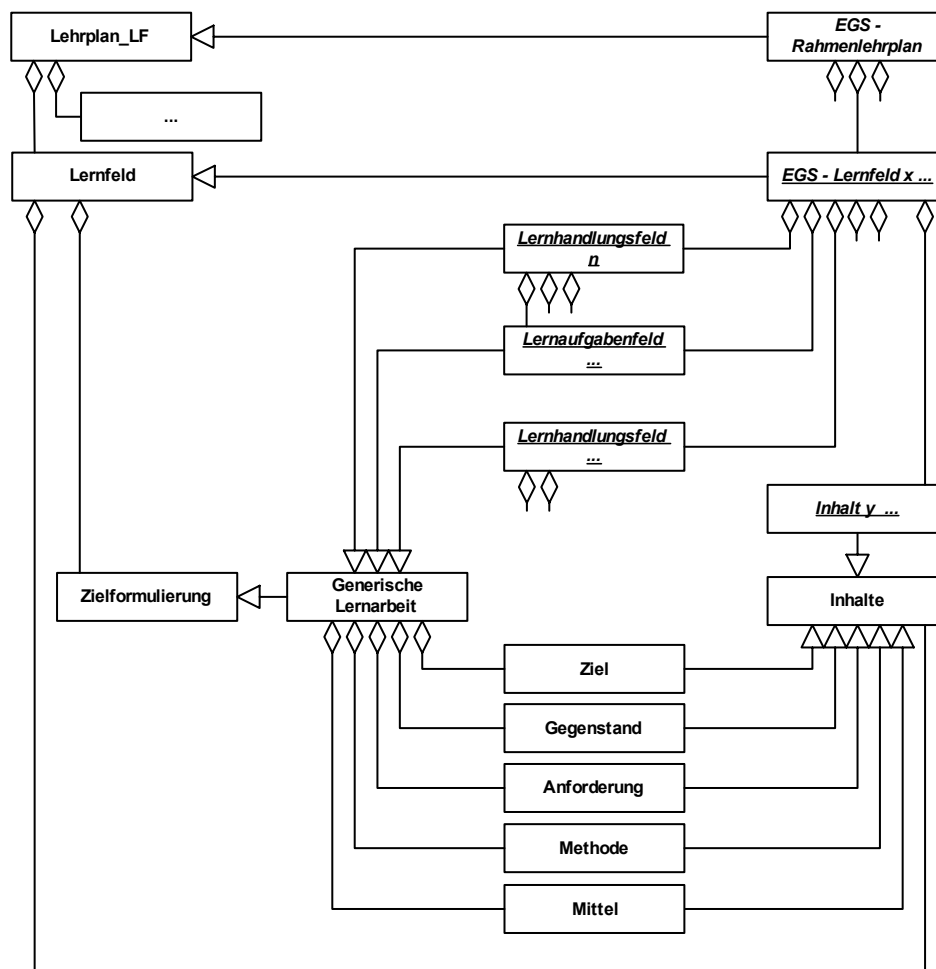 Lehrplan_LF
EGS -
Rahmenlehrplan
...
Lernfeld
EGS - Lernfeld x ...
Lernhandlungsfeld
n
Lernaufgabenfeld
...
Lernhandlungsfeld
...
Inhalt y ...
Zielformulierung
Generische
Lernarbeit
Inhalte
Ziel
Gegenstand
Anforderung
Methode
Mittel